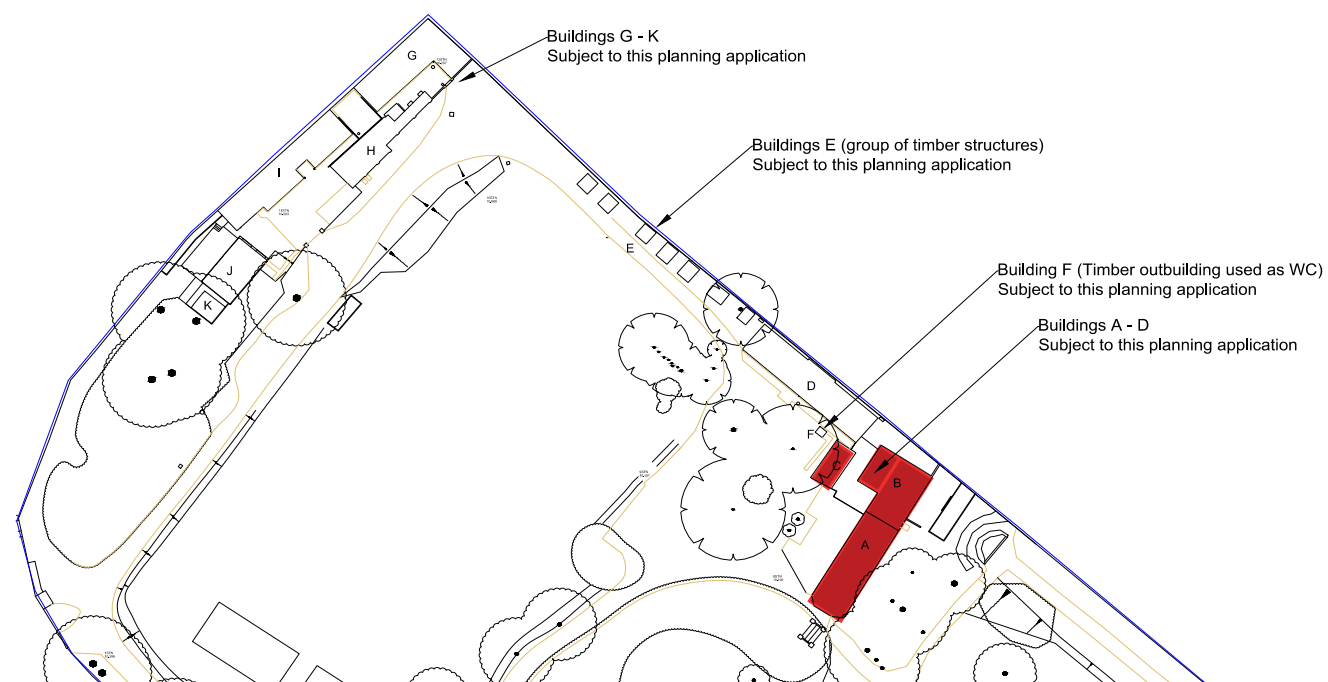 Buildings G - K
Subject to this planning application
Buildings E (group of timber structures)
Subject to this planning application
Building F (Timber outbuilding used as WC)
Subject to this planning application
Buildings A - D
Subject to this planning application
G
H
I
J
K
E
D
F
C
B
A